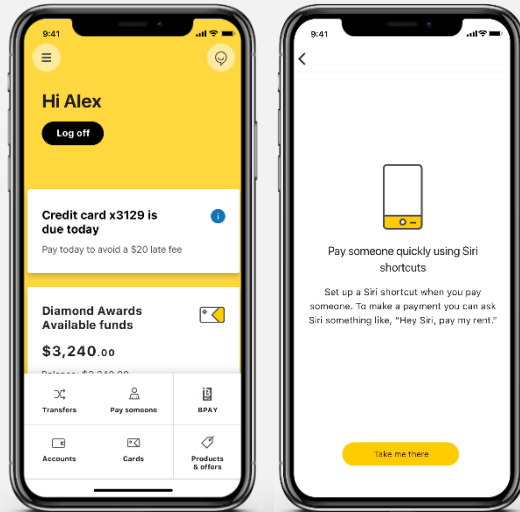 9:41
Hi Alex
Log off
Credit card x3129 is
due today
Pay today to avoid a $20 late fee
Diamond Awards
Available funds
$3,240.00
Transfers
Pay someone
BPAY
Accounts
Cards
Products
& offers
9:41
Pay someone quickly using Siri
shortcuts
Set up a Siri shortcut when you pay
someone. To make a payment you can ask
Siri something like, "Hey Siri, pay my rent."
Take me there